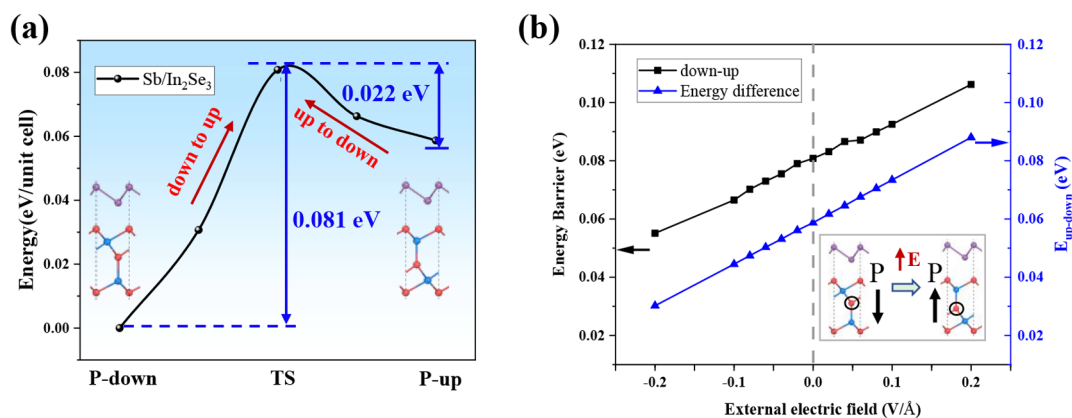 (a)
Energy(eV/unit cell)
0.08
0.06
0.04
0.02
0.00
Sb/In₂Se₃
down to up
up to down
0.022 eV
0.081 eV
P-down
TS
P-up
(b)
Energy Barrier (eV)
0.12
0.10
0.08
0.06
0.04
0.02
down-up
Energy difference
E
P
P
-0.2
-0.1
0.0
0.1
0.2
External electric field (V/Å)
0.12
0.10
0.08
0.06
0.04
0.02
E_up-down (eV)